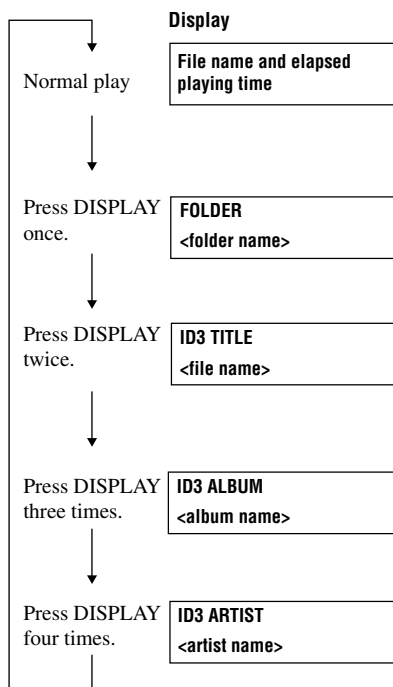 Display
Normal play
File name and elapsed
playing time
Press DISPLAY
once.
FOLDER
<folder name>
Press DISPLAY
twice.
ID3 TITLE
<file name>
Press DISPLAY
three times.
ID3 ALBUM
<album name>
Press DISPLAY
four times.
ID3 ARTIST
<artist name>